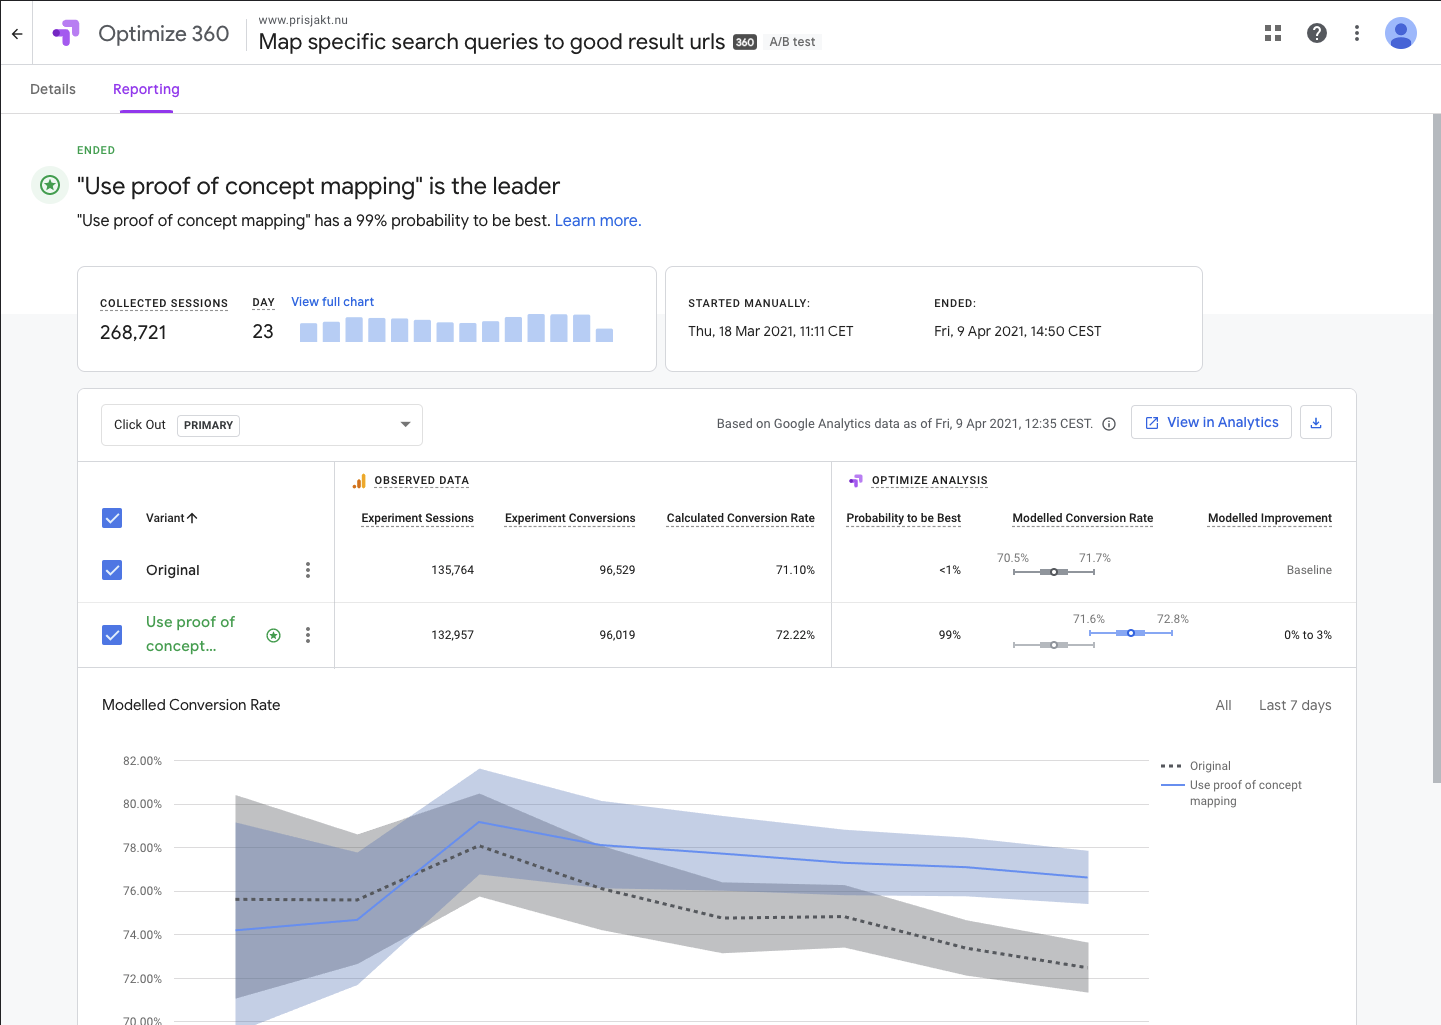 Optimize 360
www.prisjakt.nu
Map specific search queries to good result urls 360 A/B test
Details Reporting
ENDED
"Use proof of concept mapping" is the leader
"Use proof of concept mapping" has a 99% probability to be best. Learn more.
COLLECTED SESSIONS DAY View full chart
268,721 23
STARTED MANUALLY: ENDED:
Thu, 18 Mar 2021, 11:11 CET Fri, 9 Apr 2021, 14:50 CEST
Click Out PRIMARY
Based on Google Analytics data as of Fri, 9 Apr 2021, 12:35 CEST. View in Analytics
OBSERVED DATA OPTIMIZE ANALYSIS
Variant Experiment Sessions Experiment Conversions Calculated Conversion Rate Probability to be Best Modelled Conversion Rate Modelled Improvement
70.5% 71.7%
Original 135,764 96,529 71.10% <1% Baseline
71.6% 72.8%
Use proof of
concept... 132,957 96,019 72.22% 99% 0% to 3%
Modelled Conversion Rate All Last 7 days
82.00%
80.00%
78.00%
76.00%
74.00%
72.00%
70.00%
Original
Use proof of concept
mapping